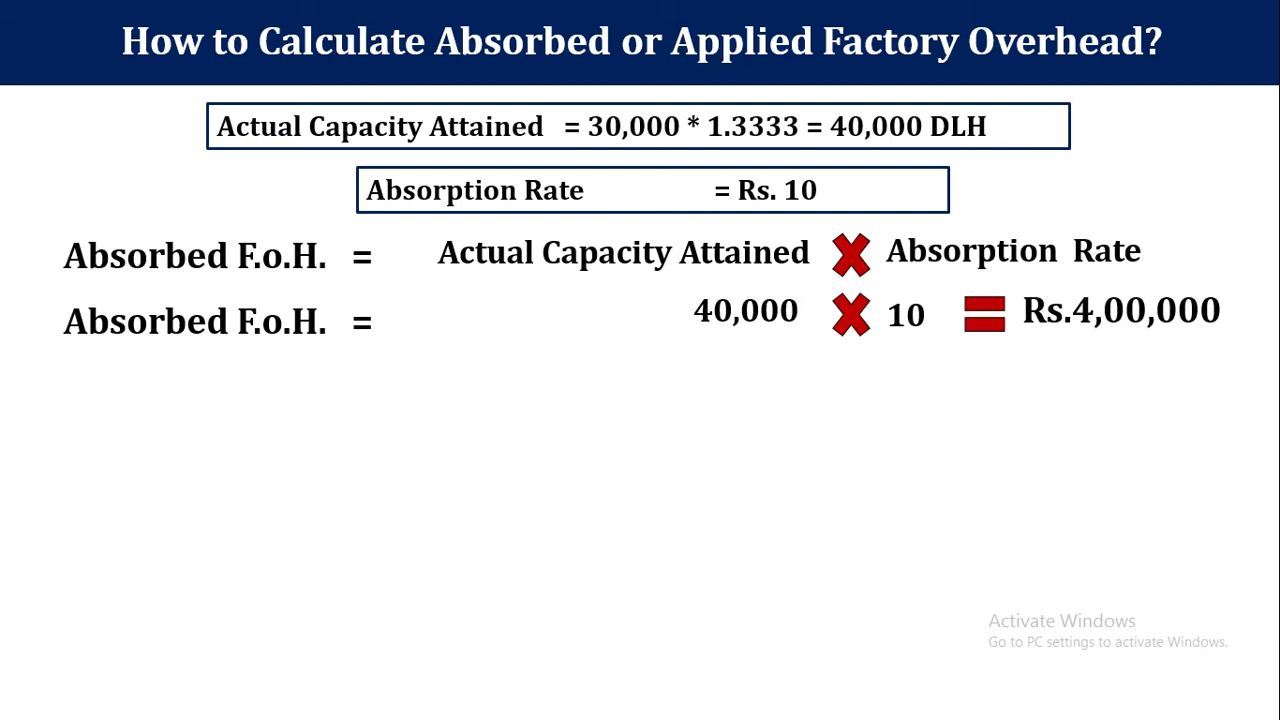 How to Calculate Absorbed or Applied Factory Overhead?
Actual Capacity Attained = 30,000 * 1.3333 = 40,000 DLH
Absorption Rate = Rs. 10
Absorbed F.o.H. = Actual Capacity Attained ✖ Absorption Rate
Absorbed F.o.H. = 40,000 ✖ 10 = Rs.4,00,000
Activate Windows
Go to PC settings to activate Windows.